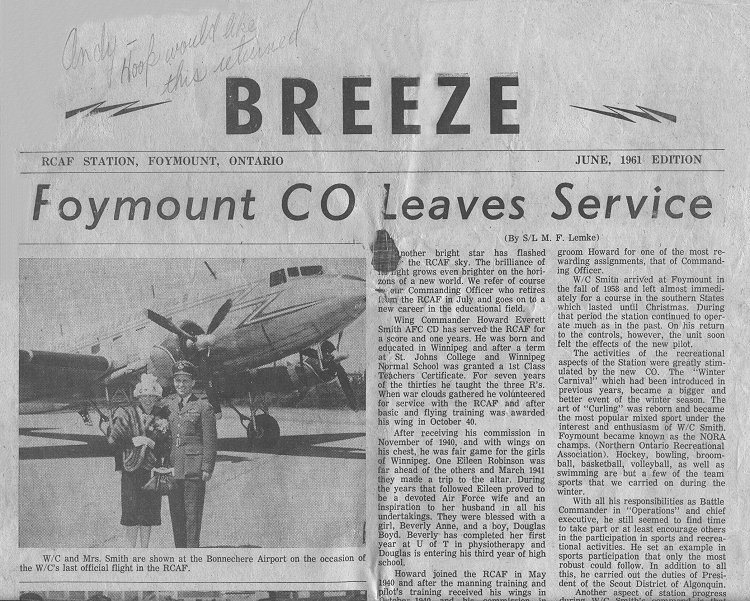 Andy -
Hoof would like
this returned
BREEZE
RCAF STATION, FOYMOUNT, ONTARIO
JUNE, 1961 EDITION
Foymount CO Leaves Service
(By S/L M. F. Lemke)
nother bright star has flashed
the RCAF sky. The brilliance of
light grows even brighter on the hori-
zons of a new world. We refer of course
our Commanding Officer who retires
from the RCAF in July and goes on to a
new career in the educational field.
Wing Commander Howard Everett
Smith AFC CD has served the RCAF for
a score and one years. He was born and
educated in Winnipeg and after a term
at St. Johns College and Winnipeg
Normal School was granted a 1st Class
Teachers Certificate. For seven years
of the thirties he taught the three R's.
When war clouds gathered he volunteered
for service with the RCAF and after
basic and flying training was awarded
his wing in October 40.
After receiving his commission in
November of 1940, and with wings on
his chest, he was fair game for the girls
of Winnipeg. One Eileen Robinson was
far ahead of the others and March 1941
they made a trip to the altar. During
the years that followed Eileen proved to
be a devoted Air Force wife and an
inspiration to her husband in all his
undertakings. They were blessed with a
girl, Beverly Anne, and a boy, Douglas
Boyd. Beverly has completed her first
year at U of T in physiotherapy and
Douglas is entering his third year of high
school.
Howard joined the RCAF in May
1940 and after the manning training and
pilot's training received his wings in
October 1940 and his commission in
groom Howard for one of the most re-
warding assignments, that of Command-
ing Officer.
W/C Smith arrived at Foymount in
the fall of 1958 and left almost immed-
iately for a course in the southern States
which lasted until Christmas. During
that period the station continued to oper-
ate much as in the past. On his return
to the controls, however, the unit soon
felt the effects of the new pilot.
The activities of the recreational
aspects of the Station were greatly stim-
ulated by the new CO. The "Winter
Carnival" which had been introduced in
previous years, became a bigger and
better event of the winter season. The
art of "Curling" was reborn and became
the most popular mixed sport under the
interest and enthusiasm of W/C Smith.
Foymount became known as the NORA
champs. (Northern Ontario Recreational
Association). Hockey, bowling, broom-
ball, basketball, volleyball, as well as
swimming are but a few of the team
sports that we carried on during the
winter.
With all his responsibilities as Battle
Commander in "Operations" and chief
executive, he still seemed to find time
to take part or at least encourage others
in the participation in sports and recrea-
tional activities. He set an example in
sports participation that only the most
robust could follow. In addition to all
this, he carried out the duties of Presi-
dent of the Scout District of Algonquin.
Another aspect of station progress
during W/C Smith's command is that
W/C and Mrs. Smith are shown at the Bonnechere Airport on the occasion of
the W/C's last official flight in the RCAF.